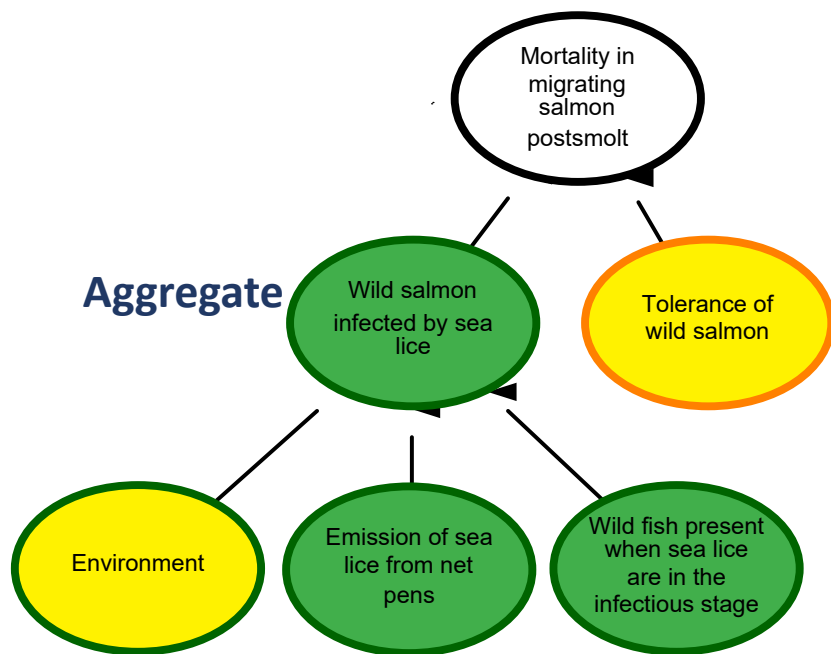 Mortality in
migrating
salmon
postsmolt
Aggregate
Wild salmon
infected by sea
lice
Tolerance of
wild salmon
Environment
Emission of sea
lice from net
pens
Wild fish present
when sea lice
are in the
infectious stage